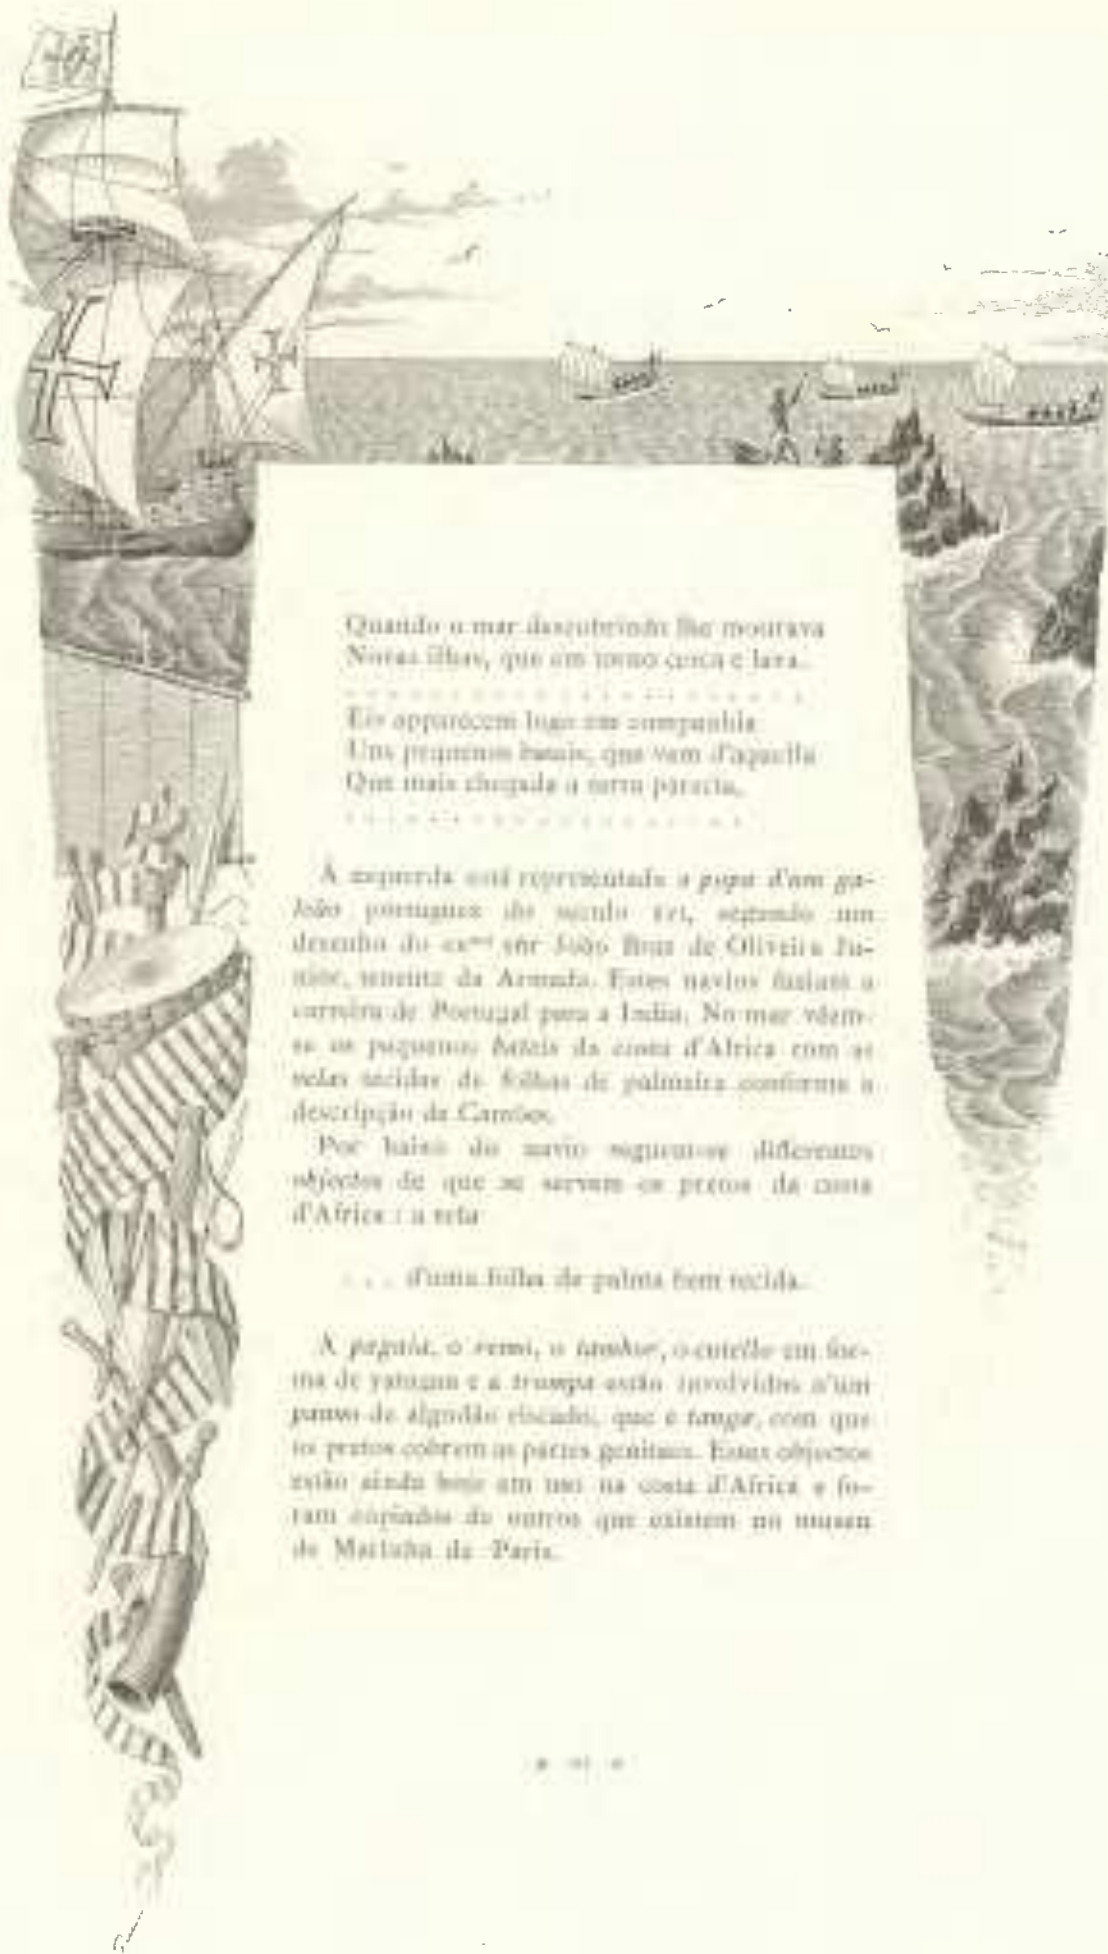 Quando o mar descobrindo lhe mostrava
Novas ilhas, que em torno cerca e lava.
. . . . . . . . . . . . . . . . . . . . . .
Eis apparecem logo em companhia
Uns pequenos bateis, que vem d'aquella
Que mais chegada a terra parecia,
. . . . . . . . . . . . . . . . . . . .
A esquerda está representada a popa d'um ga-
leão portuguez do seculo XVI, segundo um
desenho do ex.mo snr João Braz de Oliveira Ju-
nior, tenente da Armada. Estes navios faziam a
carreira de Portugal para a India. No mar vêem-
se os pequenos bateis da costa d'Africa com as
velas tecidas de folhas de palmeira conforme a
descripção de Camões.
Por baixo do navio seguem-se differentes
objectos de que se servem os pretos da costa
d'Africa : a vela
. . . d'uma folha de palma bem tecida.
A pagaia, o remo, o tambor, o cutello em for-
ma de yatagan e a trompa estão involvidos n'um
panno de algodão riscado, que é tanga, com que
os pretos cobrem as partes genitaes. Estes objectos
estão ainda hoje em uso na costa d'Africa e fo-
ram copiados de outros que existem no museu
de Marinha de Paris.